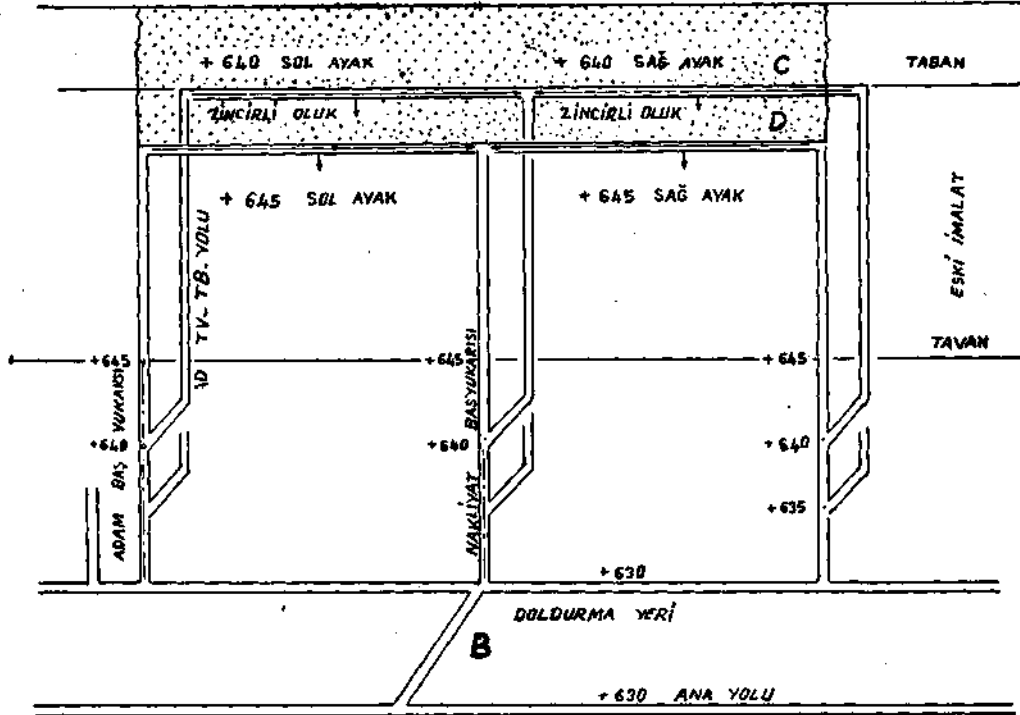 + 640 SOL AYAK
+ 640 SAĞ AYAK
C
TABAN
ZİNCİRLİ OLUK
ZİNCİRLİ OLUK
D
+ 645 SOL AYAK
+ 645 SAĞ AYAK
TV_ TB. YOLU
ESKİ İMALAT
TAVAN
+645
+645
+645
ADAM BAŞ YUKARISI
NAKLİYAT BAŞYUKARISI
+640
+640
+640
+635
+630
DOLDURMA YERİ
B
+ 630 ANA YOLU